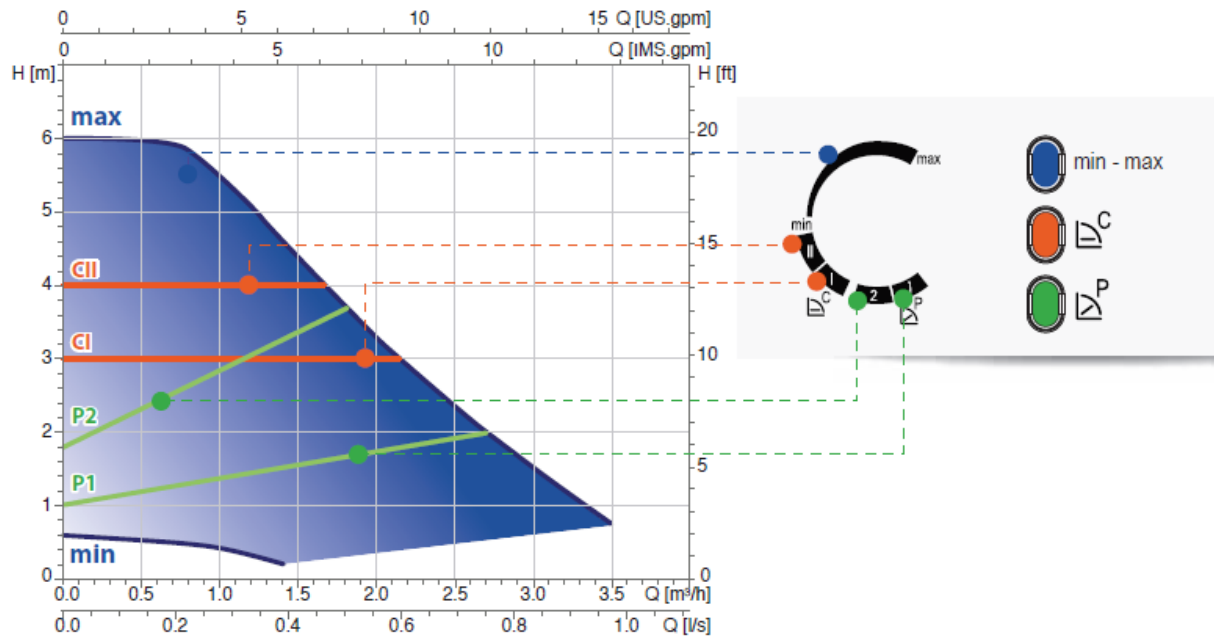 0 5 10 15 Q [US.gpm]
0 5 10 Q [IMS.gpm]
H [m] H [ft]
max
6 20
5
15
CII
4
CI
3 10
P2
2
5
P1
1
min
0 0
0.0 0.5 1.0 1.5 2.0 2.5 3.0 3.5 Q [m³/h]
0.0 0.2 0.4 0.6 0.8 1.0 Q [l/s]
max
min
II
I
2
1
C
P
min - max
C
P